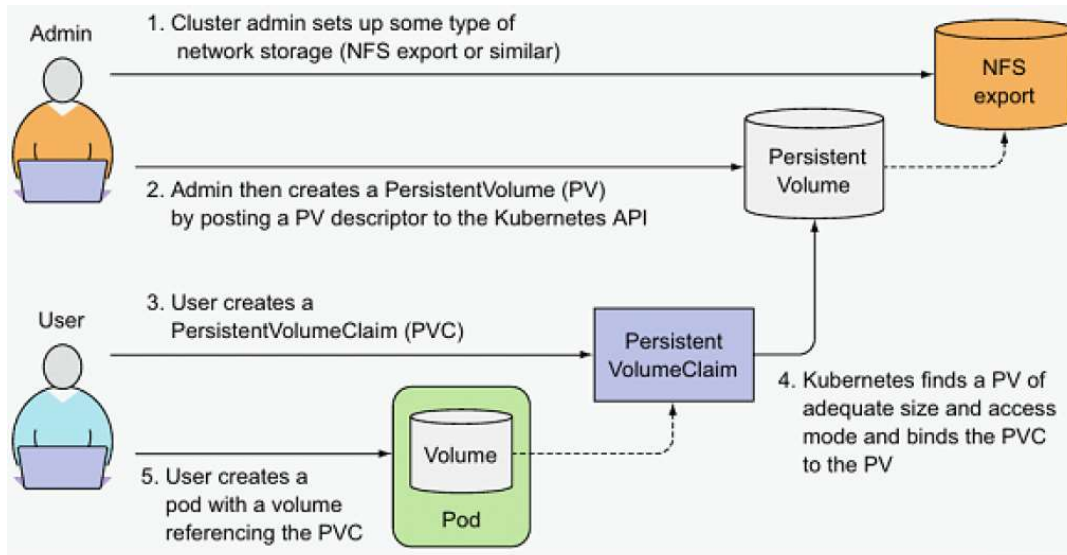 Admin
1. Cluster admin sets up some type of
network storage (NFS export or similar)
NFS
export
Persistent
Volume
2. Admin then creates a PersistentVolume (PV)
by posting a PV descriptor to the Kubernetes API
User
3. User creates a
PersistentVolumeClaim (PVC)
Persistent
VolumeClaim
4. Kubernetes finds a PV of
adequate size and access
mode and binds the PVC
to the PV
Volume
Pod
5. User creates a
pod with a volume
referencing the PVC